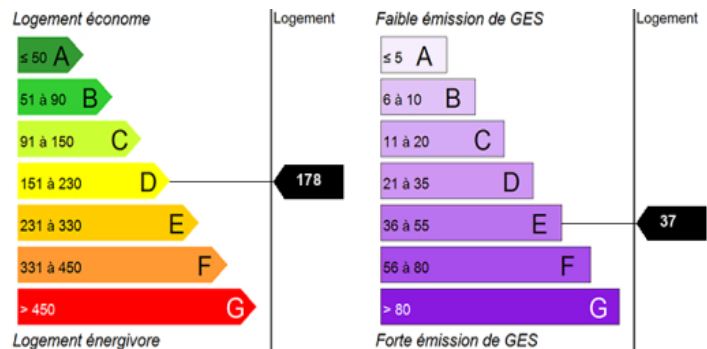 Logement économe
Logement
≤ 50 A
51 à 90 B
91 à 150 C
151 à 230 D
178
231 à 330 E
331 à 450 F
> 450 G
Logement énergivore
Faible émission de GES
Logement
≤ 5 A
6 à 10 B
11 à 20 C
21 à 35 D
36 à 55 E
37
56 à 80 F
> 80 G
Forte émission de GES